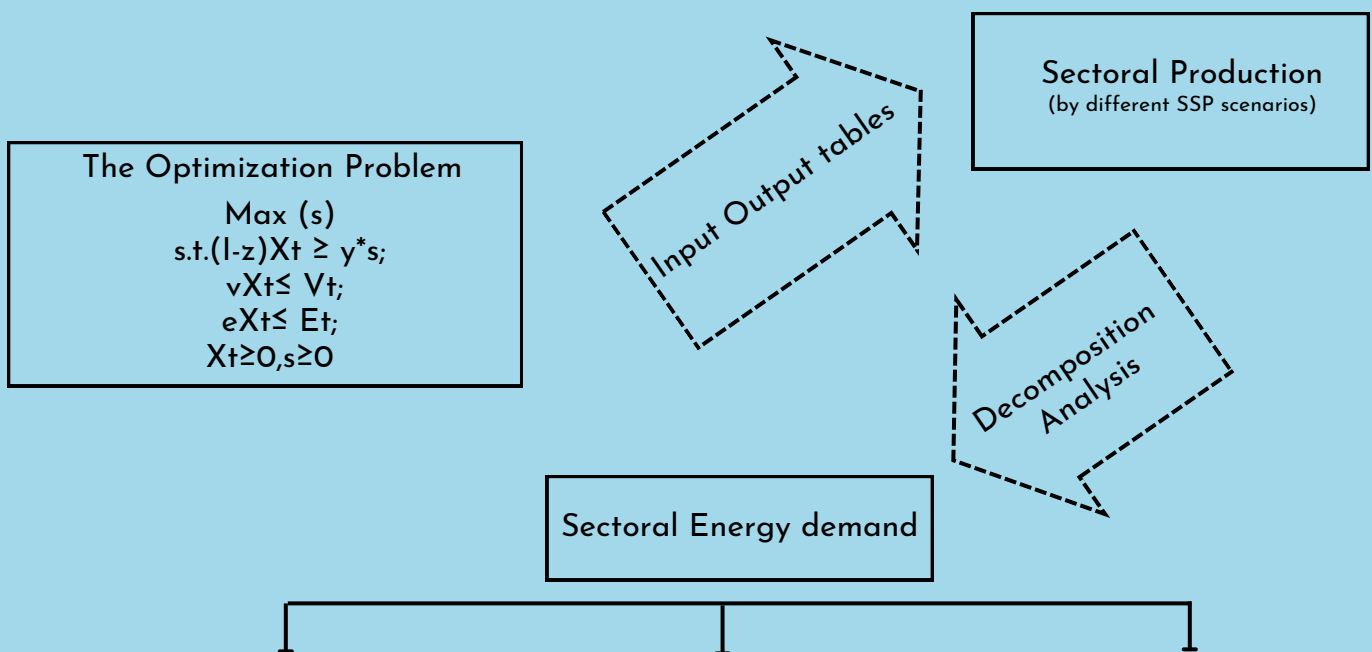 The Optimization Problem
Max (s)
s.t.(I-z)Xt ≥ y*s;
vXt≤ Vt;
eXt≤ Et;
Xt≥0,s≥0
Input Output tables
Sectoral Production
(by different SSP scenarios)
Decomposition
Analysis
Sectoral Energy demand